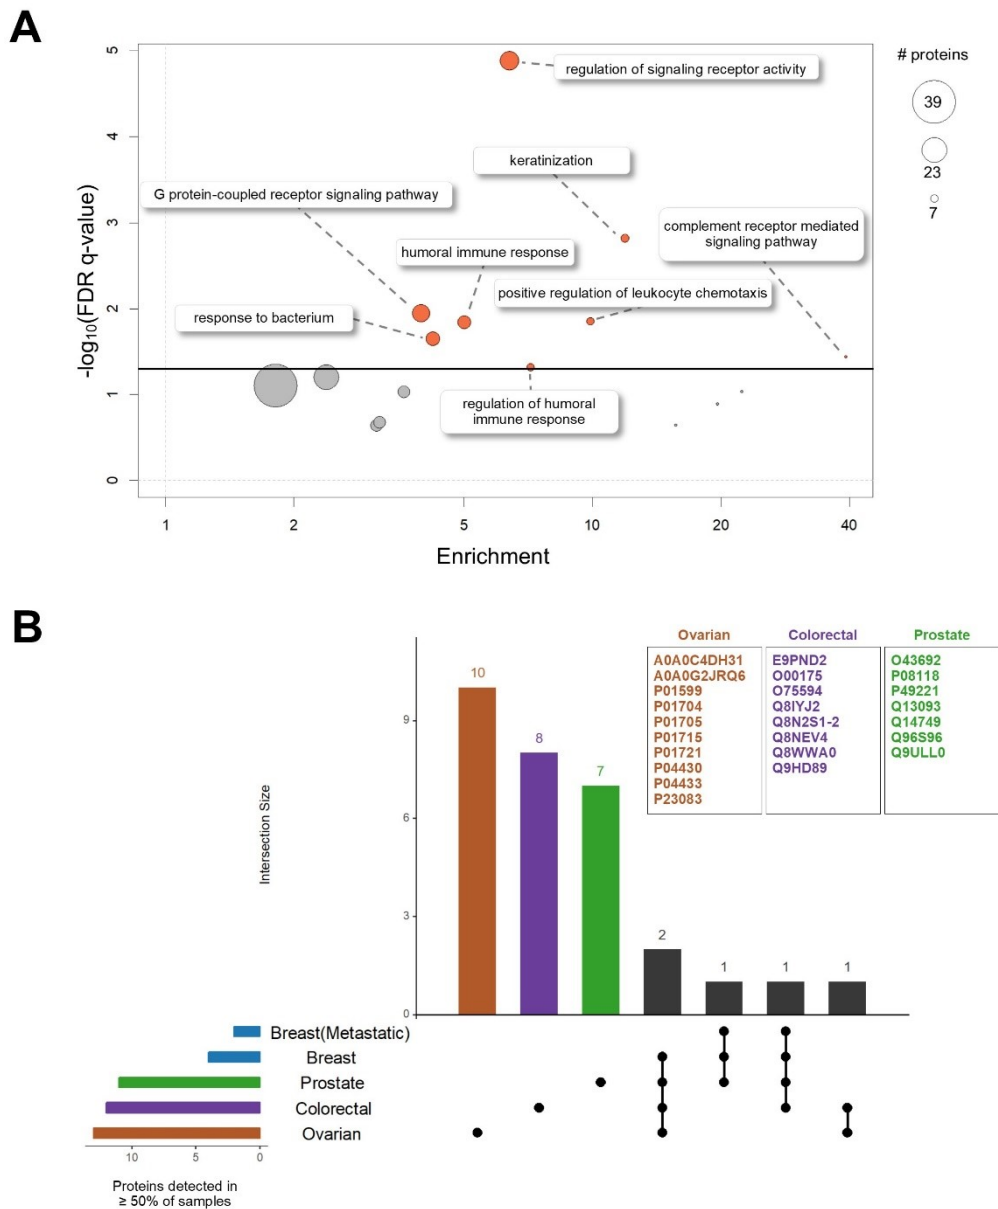 A
# proteins
39
23
7
5
4
3
2
1
0
-log10(FDR q-value)
regulation of signaling receptor activity
keratinization
G protein-coupled receptor signaling pathway
complement receptor mediated
signaling pathway
humoral immune response
positive regulation of leukocyte chemotaxis
response to bacterium
regulation of humoral
immune response
1
2
5
10
20
40
Enrichment
B
Ovarian
A0A0C4DH31
A0A0G2JRQ6
P01599
P01704
P01705
P01715
P01721
P04430
P04433
P23083
Colorectal
E9PND2
O00175
O75594
Q8IYJ2
Q8N2S1-2
Q8NEV4
Q8WWA0
Q9HD89
Prostate
O43692
P08118
P49221
Q13093
Q14749
Q96S96
Q9ULL0
Intersection Size
9
6
3
0
10
8
7
2
1
1
1
Breast(Metastatic)
Breast
Prostate
Colorectal
Ovarian
10
5
0
Proteins detected in
≥ 50% of samples